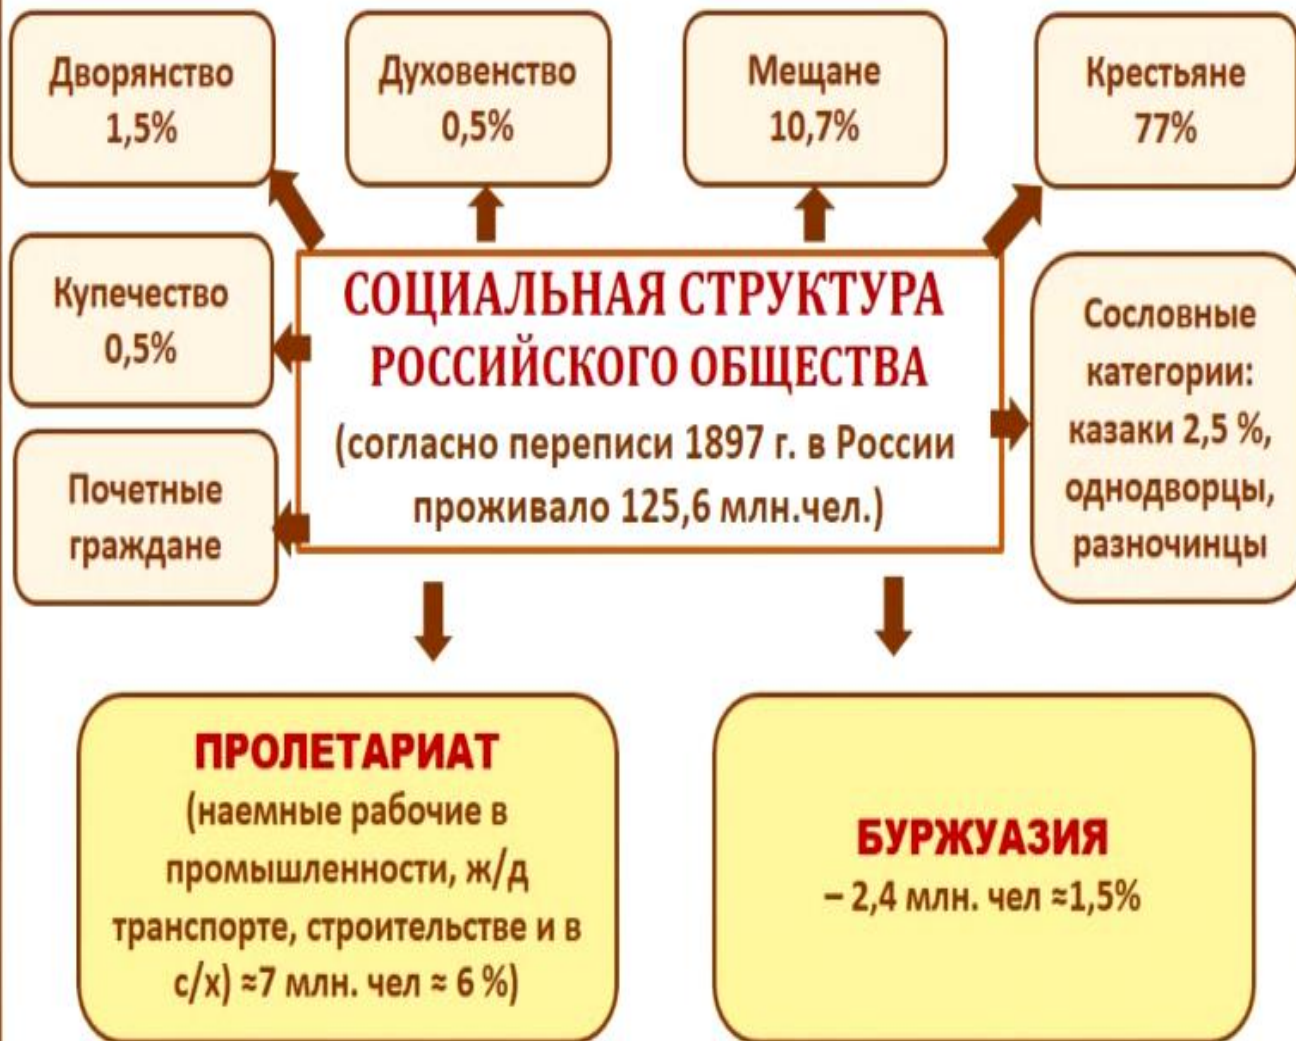 Дворянство
1,5%
Духовенство
0,5%
Мещане
10,7%
Крестьяне
77%
Купечество
0,5%
СОЦИАЛЬНАЯ СТРУКТУРА
РОССИЙСКОГО ОБЩЕСТВА
(согласно переписи 1897 г. в России
проживало 125,6 млн.чел.)
Сословные
категории:
казаки 2,5 %,
однодворцы,
разночинцы
Почетные
граждане
ПРОЛЕТАРИАТ
(наемные рабочие в
промышленности, ж/д
транспорте, строительстве и в
с/х) ≈7 млн. чел ≈ 6 %)
БУРЖУАЗИЯ
– 2,4 млн. чел ≈1,5%